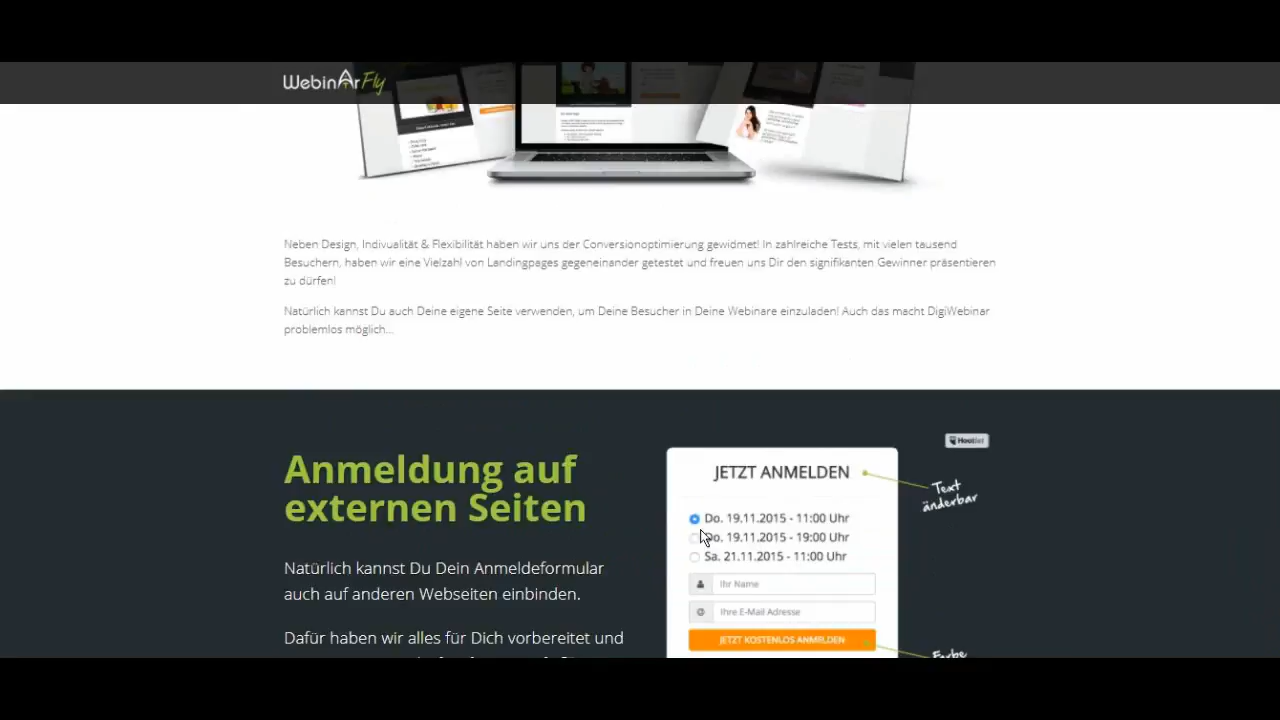 WebinArFly
Neben Design, Indivualität & Flexibilität haben wir uns der Conversionoptimierung gewidmet! In zahlreiche Tests, mit vielen tausend
Besuchern, haben wir eine Vielzahl von Landingpages gegeneinander getestet und freuen uns Dir den signifikanten Gewinner präsentieren
zu dürfen!
Natürlich kannst Du auch Deine eigene Seite verwenden, um Deine Besucher in Deine Webinare einzuladen! Auch das macht DigiWebinar
problemlos möglich...
Anmeldung auf
externen Seiten
Natürlich kannst Du Dein Anmeldeformular
auch auf anderen Webseiten einbinden.
Dafür haben wir alles für Dich vorbereitet und
JETZT ANMELDEN
Text
änderbar
Do. 19.11.2015 - 11:00 Uhr
Do. 19.11.2015 - 19:00 Uhr
Sa. 21.11.2015 - 11:00 Uhr
Ihr Name
@ Ihre E-Mail Adresse
JETZT KOSTENLOS ANMELDEN
Farbe